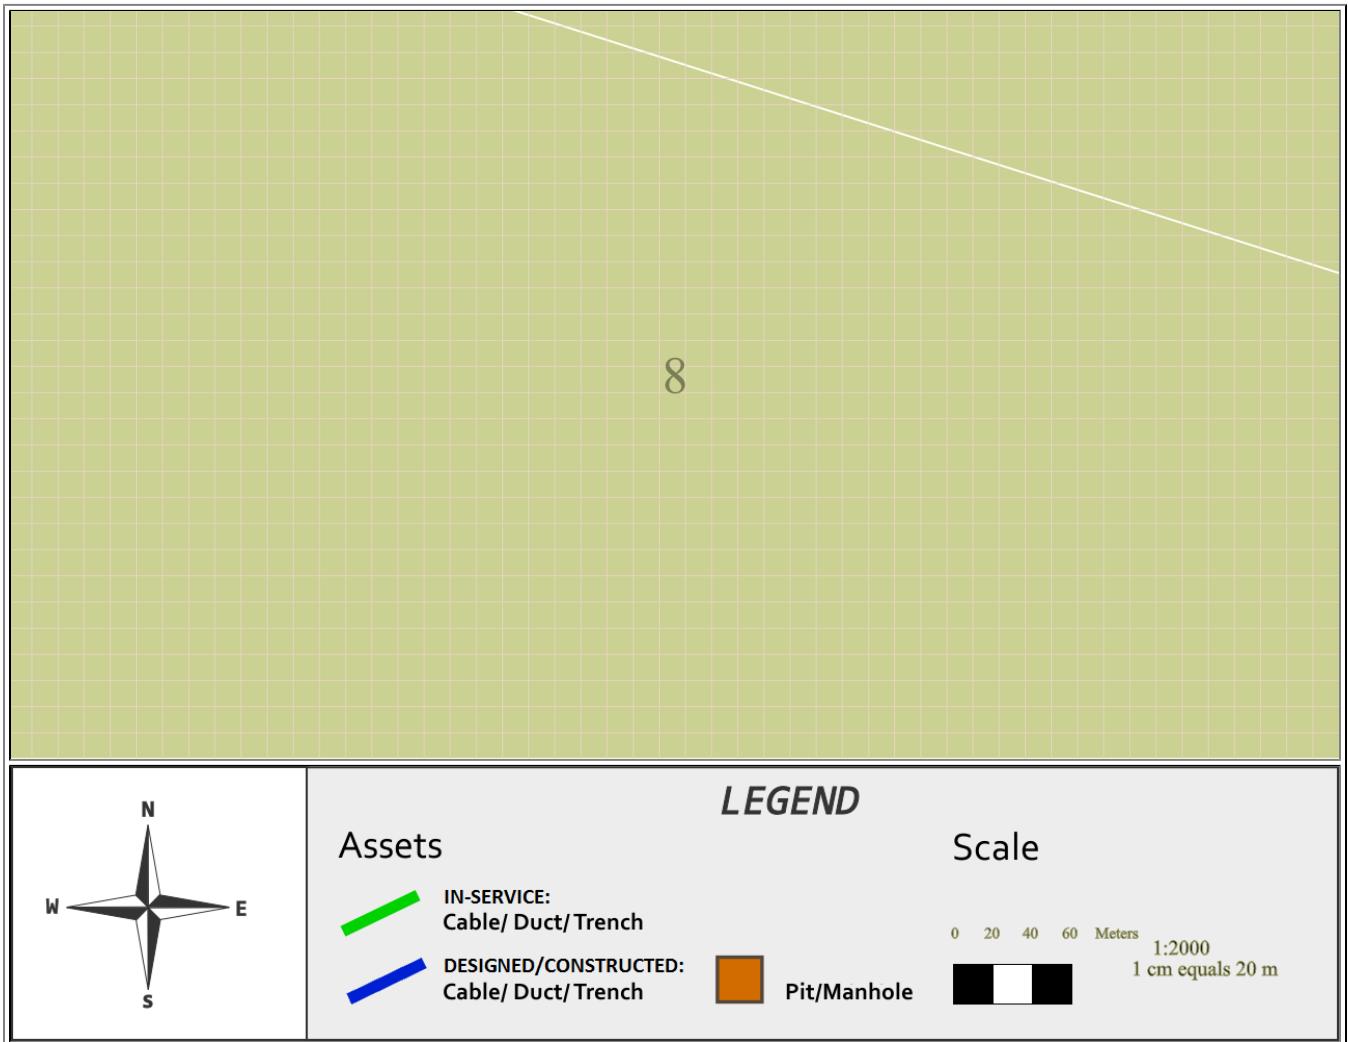 8
N
W
E
S
LEGEND
Assets
IN-SERVICE:
Cable/ Duct/ Trench
DESIGNED/CONSTRUCTED:
Cable/ Duct/ Trench
Pit/Manhole
Scale
0 20 40 60 Meters
1:2000
1 cm equals 20 m